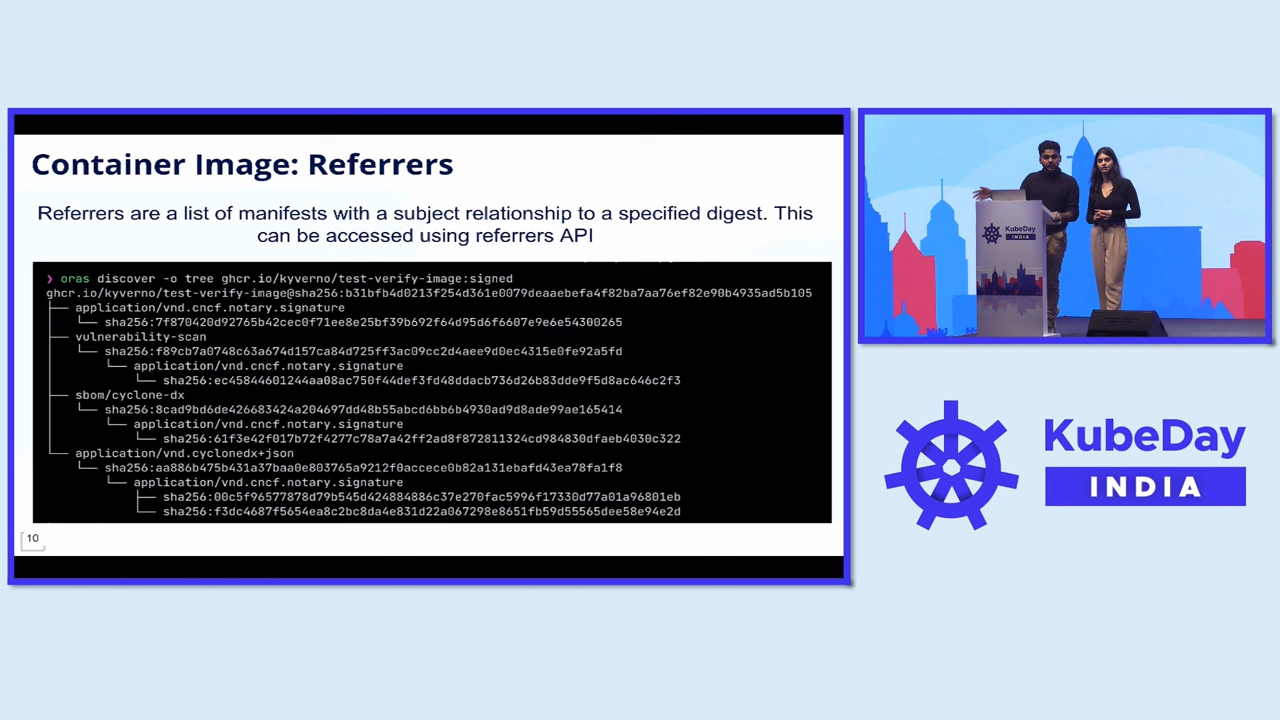 Container Image: Referrers
Referrers are a list of manifests with a subject relationship to a specified digest. This
can be accessed using referrers API
❯ oras discover -o tree ghcr.io/kyverno/test-verify-image:signed
ghcr.io/kyverno/test-verify-image@sha256:b31bfb4d0213f254d361e0079deaaebefa4f82ba7aa76ef82e90b4935ad5b105
├── application/vnd.cncf.notary.signature
│   └── sha256:7f870420d92765b42cec0f71ee8e25bf39b692f64d95d6f6607e9e6e54300265
├── vulnerability-scan
│   └── sha256:f89cb7a0748c63a674d157ca84d725ff3ac09cc2d4aee9d0ec4315e0fe92a5fd
│       └── application/vnd.cncf.notary.signature
│           └── sha256:ec45844601244aa08ac750f44def3fd48ddacb736d26b83dde9f5d8ac646c2f3
├── sbom/cyclone-dx
│   └── sha256:8cad9bd6de426683424a204697dd48b55abcd6bb6b4930ad9d8ade99ae165414
│       └── application/vnd.cncf.notary.signature
│           └── sha256:61f3e42f017b72f4277c78a7a42ff2ad8f872811324cd984830dfaeb4030c322
└── application/vnd.cyclonedx+json
    └── sha256:aa886b475b431a37baa0e803765a9212f0accece0b82a131ebafd43ea78fa1f8
        └── application/vnd.cncf.notary.signature
            ├── sha256:00c5f96577878d79b545d424884886c37e270fac5996f17330d77a01a96801eb
            └── sha256:f3dc4687f5654ea8c2bc8da4e831d22a067298e8651fb59d55565dee58e94e2d
10
KubeDay
INDIA
KubeDay
INDIA